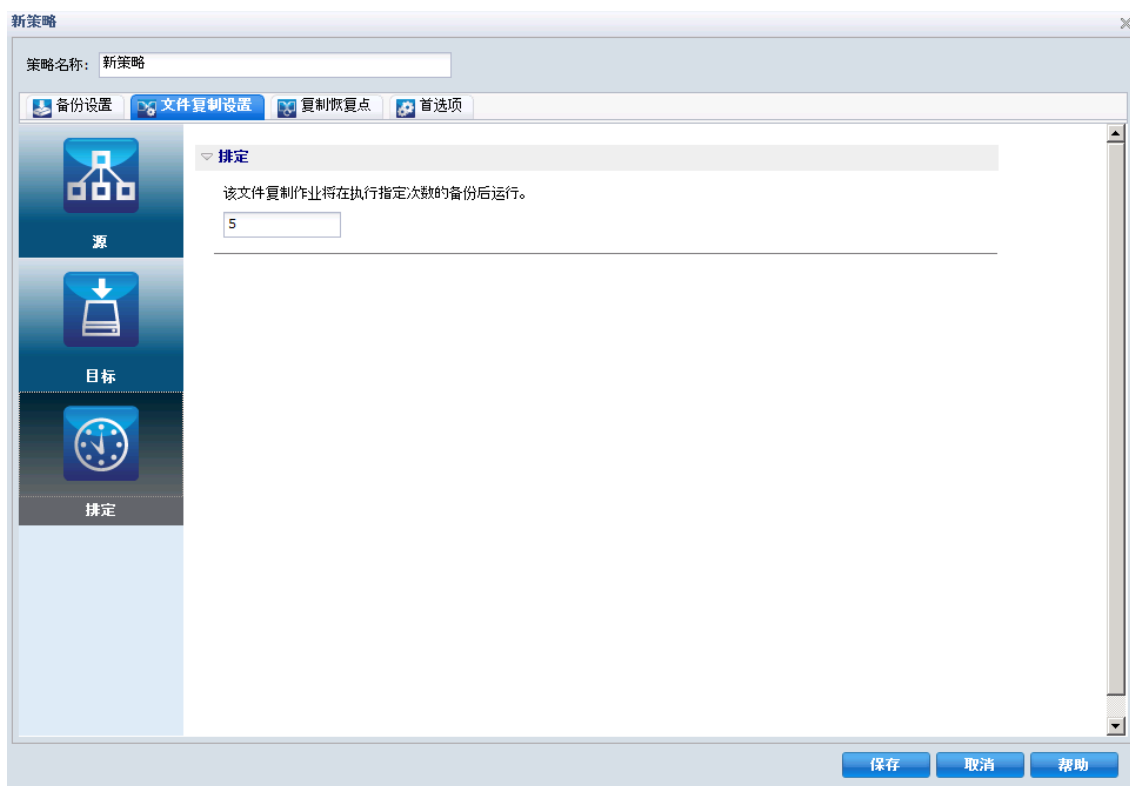 新策略
策略名称: 新策略
备份设置 文件复制设置 复制恢复点 首选项
源
目标
排定
排定
该文件复制作业将在执行指定次数的备份后运行。
5
保存 取消 帮助